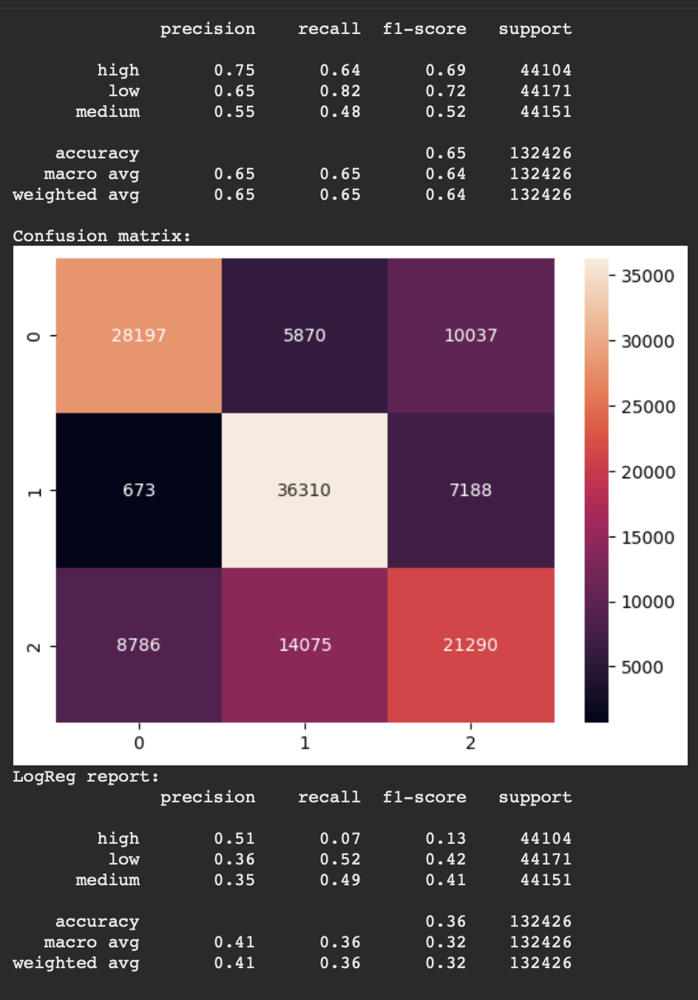 precision recall f1-score support
high 0.75 0.64 0.69 44104
low 0.65 0.82 0.72 44171
medium 0.55 0.48 0.52 44151
accuracy 0.65 132426
macro avg 0.65 0.65 0.64 132426
weighted avg 0.65 0.65 0.64 132426
Confusion matrix:
35000
0 28197 5870 10037
30000
25000
1 673 36310 7188
20000
15000
10000
2 8786 14075 21290
5000
0 1 2
LogReg report:
precision recall f1-score support
high 0.51 0.07 0.13 44104
low 0.36 0.52 0.42 44171
medium 0.35 0.49 0.41 44151
accuracy 0.36 132426
macro avg 0.41 0.36 0.32 132426
weighted avg 0.41 0.36 0.32 132426